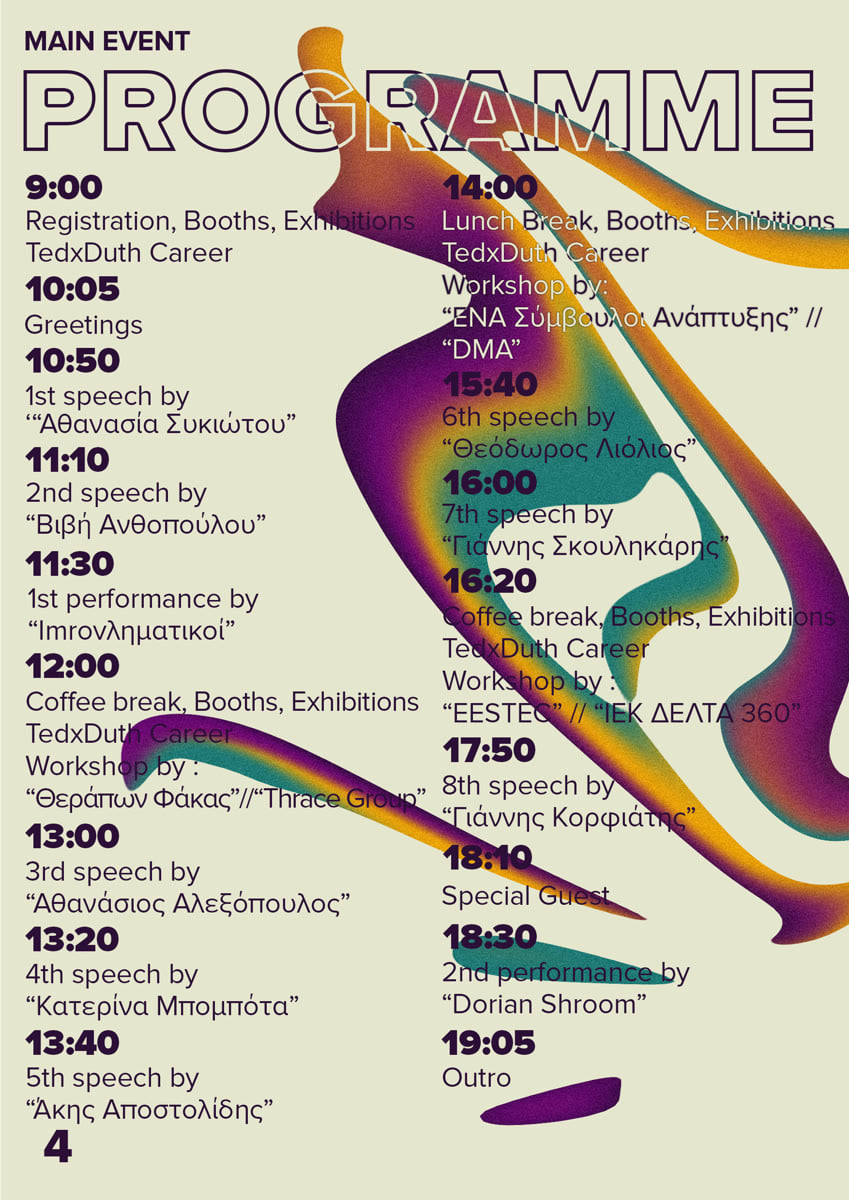 MAIN EVENT
PROGRAMME
9:00
Registration, Booths, Exhibitions
TedxDuth Career
10:05
Greetings
10:50
1st speech by
‘“Αθανασία Συκιώτου”
11:10
2nd speech by
“Βιβή Ανθοπούλου”
11:30
1st performance by
“Imroνληματικοί”
12:00
Coffee break, Booths, Exhibitions
TedxDuth Career
Workshop by :
“Θεράπων Φάκας”//“Thrace Group”
13:00
3rd speech by
“Αθανάσιος Αλεξόπουλος”
13:20
4th speech by
“Κατερίνα Μπομπότα”
13:40
5th speech by
“Άκης Αποστολίδης”
4
14:00
Lunch Break, Booths, Exhibitions
TedxDuth Career
Workshop by:
“ΕΝΑ Σύμβουλοι Ανάπτυξης” //
“DMA”
15:40
6th speech by
“Θεόδωρος Λιόλιος”
16:00
7th speech by
“Γιάννης Σκουληκάρης”
16:20
Coffee break, Booths, Exhibitions
TedxDuth Career
Workshop by :
“EESTEC” // “ΙΕΚ ΔΕΛΤΑ 360”
17:50
8th speech by
“Γιάννης Κορφιάτης”
18:10
Special Guest
18:30
2nd performance by
“Dorian Shroom”
19:05
Outro